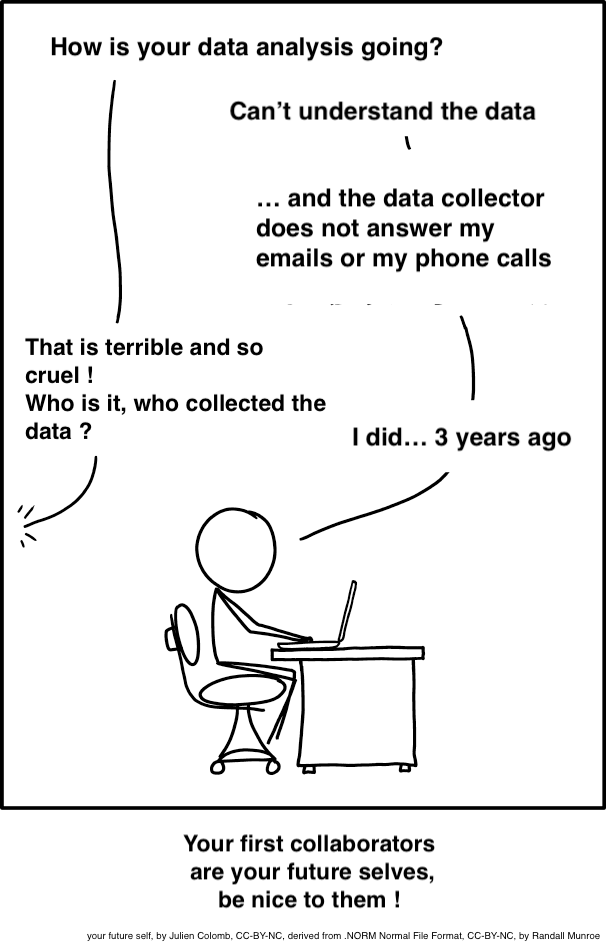 How is your data analysis going?
Can't understand the data
… and the data collector
does not answer my
emails or my phone calls
That is terrible and so
cruel !
Who is it, who collected the
data ?
I did… 3 years ago
Your first collaborators
are your future selves,
be nice to them !
your future self, by Julien Colomb, CC-BY-NC, derived from .NORM Normal File Format, CC-BY-NC, by Randall Munroe